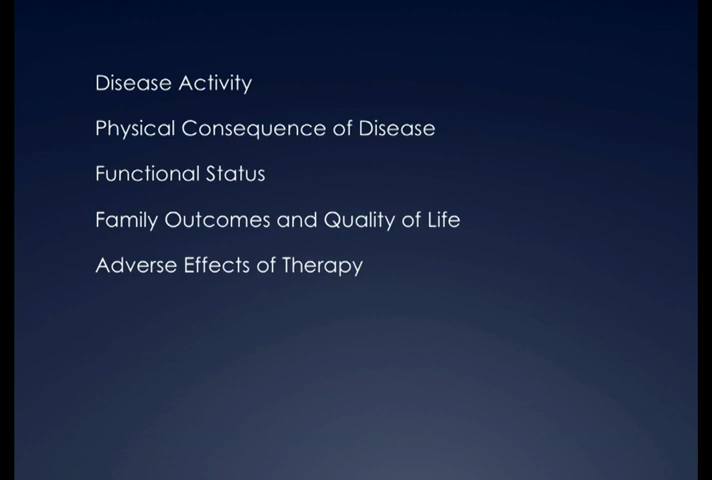 Disease Activity
Physical Consequence of Disease
Functional Status
Family Outcomes and Quality of Life
Adverse Effects of Therapy